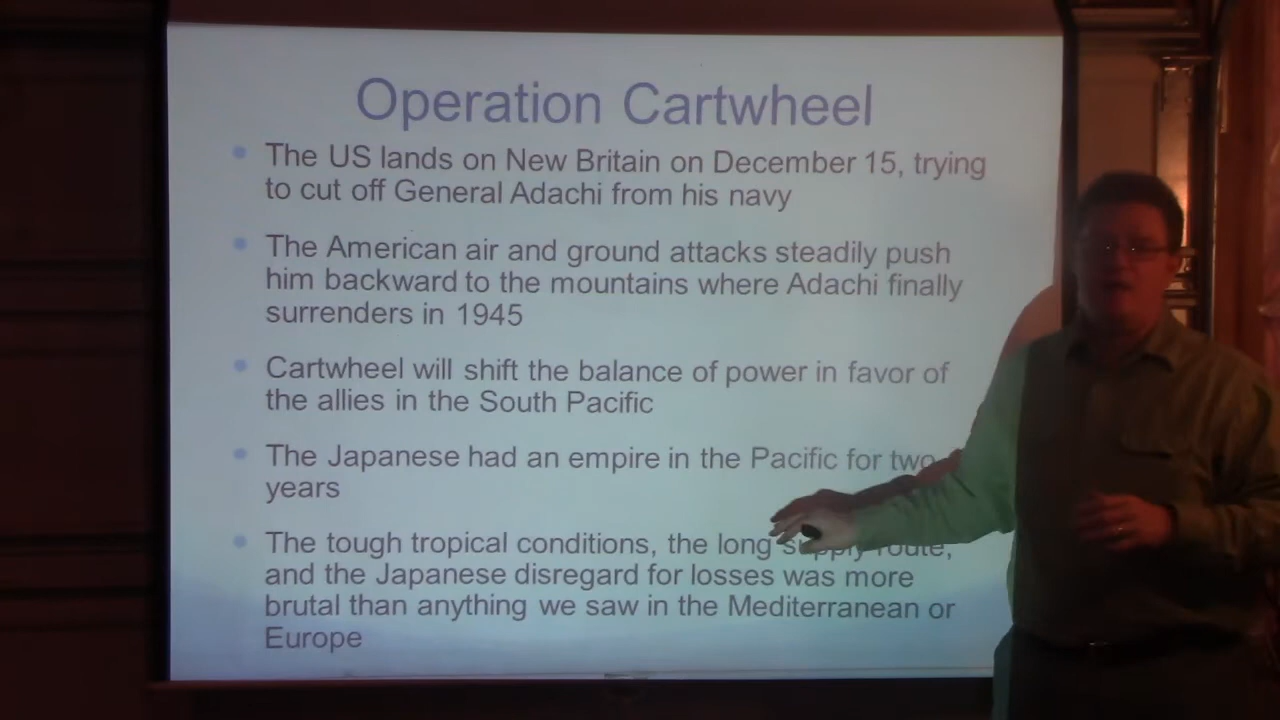 Operation Cartwheel
The US lands on New Britain on December 15, trying
to cut off General Adachi from his navy
The American air and ground attacks steadily push
him backward to the mountains where Adachi finally
surrenders in 1945
Cartwheel will shift the balance of power in favor of
the allies in the South Pacific
The Japanese had an empire in the Pacific for two
years
The tough tropical conditions, the long supply route,
and the Japanese disregard for losses was more
brutal than anything we saw in the Mediterranean or
Europe